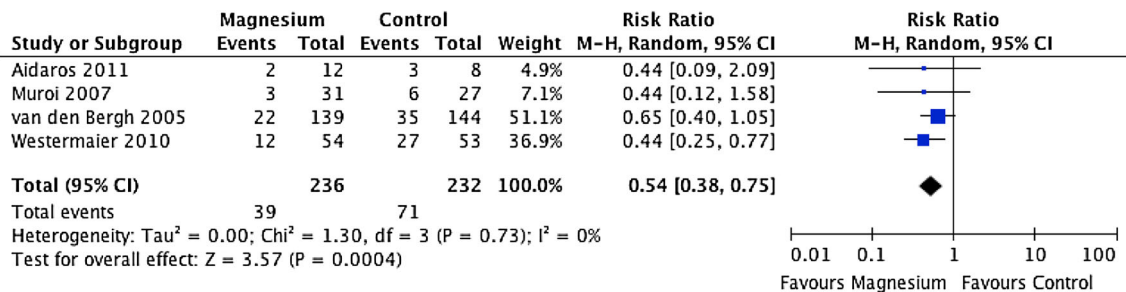 Magnesium Control Risk Ratio Risk Ratio
Study or Subgroup Events Total Events Total Weight M-H, Random, 95% CI M-H, Random, 95% CI
Aidaros 2011 2 12 3 8 4.9% 0.44 [0.09, 2.09]
Muroi 2007 3 31 6 27 7.1% 0.44 [0.12, 1.58]
van den Bergh 2005 22 139 35 144 51.1% 0.65 [0.40, 1.05]
Westermaier 2010 12 54 27 53 36.9% 0.44 [0.25, 0.77]
Total (95% CI) 236 232 100.0% 0.54 [0.38, 0.75]
Total events 39 71
Heterogeneity: Tau² = 0.00; Chi² = 1.30, df = 3 (P = 0.73); I² = 0%
Test for overall effect: Z = 3.57 (P = 0.0004)
0.01 0.1 1 10 100
Favours Magnesium Favours Control